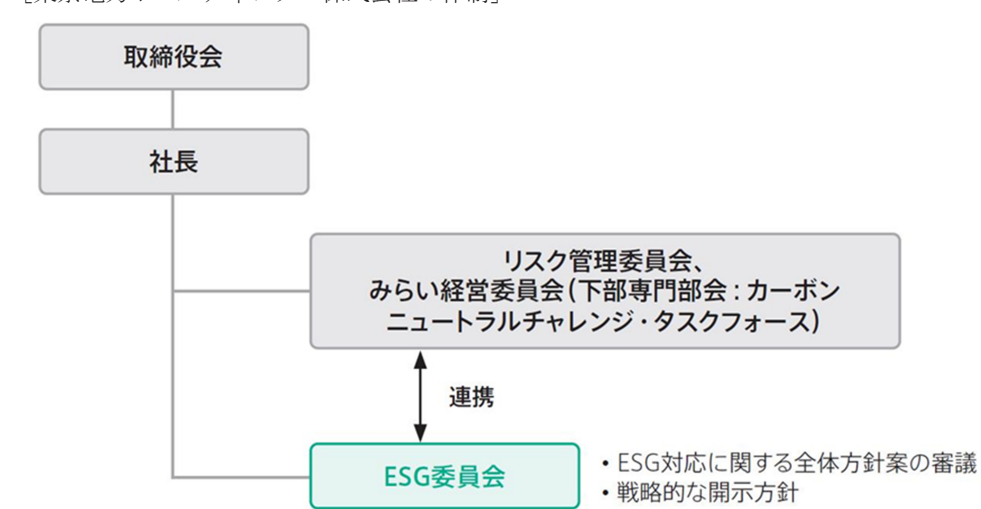 取締役会
社長
リスク管理委員会、
みらい経営委員会(下部専門部会:カーボン
ニュートラルチャレンジ・タスクフォース)
連携
ESG委員会
・ESG対応に関する全体方針案の審議
・戦略的な開示方針